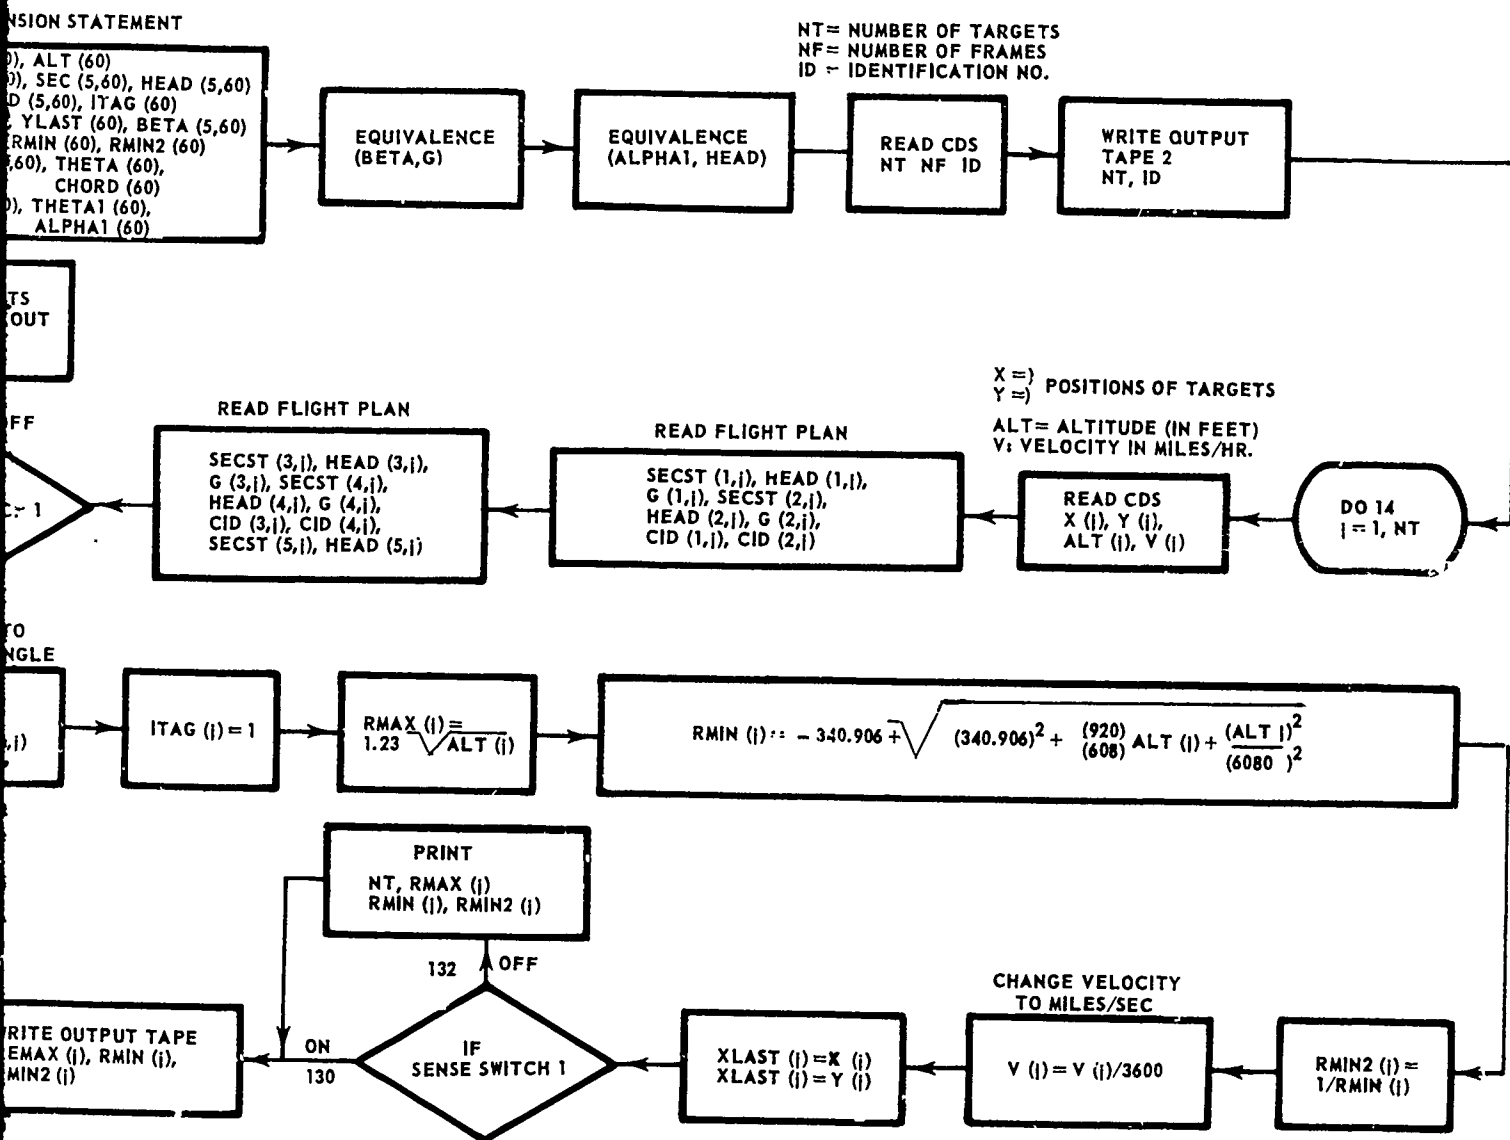 NSION STATEMENT
0), ALT (60)
0), SEC (5,60), HEAD (5,60)
D (5,60), ITAG (60)
, YLAST (60), BETA (5,60)
RMIN (60), RMIN2 (60)
,60), THETA (60),
CHORD (60)
0), THETA1 (60),
ALPHA1 (60)
EQUIVALENCE
(BETA,G)
EQUIVALENCE
(ALPHA1, HEAD)
NT= NUMBER OF TARGETS
NF= NUMBER OF FRAMES
ID = IDENTIFICATION NO.
READ CDS
NT NF ID
WRITE OUTPUT
TAPE 2
NT, ID
TS
OUT
FF
C- 1
READ FLIGHT PLAN
SECST (3,j), HEAD (3,j),
G (3,j), SECST (4,j),
HEAD (4,j), G (4,j),
CID (3,j), CID (4,j),
SECST (5,j), HEAD (5,j)
READ FLIGHT PLAN
SECST (1,j), HEAD (1,j),
G (1,j), SECST (2,j),
HEAD (2,j), G (2,j),
CID (1,j), CID (2,j)
X =}
Y =} POSITIONS OF TARGETS
ALT= ALTITUDE (IN FEET)
V: VELOCITY IN MILES/HR.
READ CDS
X (j), Y (j),
ALT (j), V (j)
DO 14
j = 1, NT
TO
NGLE
,j)
ITAG (j) = 1
RMAX (j) =
1.23 √ALT (j)
RMIN (j) = - 340.906 + √(340.906)² + (920)/(608) ALT (j) + (ALT j)²/(6080 )²
PRINT
NT, RMAX (j)
RMIN (j), RMIN2 (j)
132 OFF
CHANGE VELOCITY
TO MILES/SEC
RITE OUTPUT TAPE
EMAX (j), RMIN (j),
MIN2 (j)
ON
130
IF
SENSE SWITCH 1
XLAST (j)=X (j)
XLAST (j)=Y (j)
V (j) = V (j)/3600
RMIN2 (j) =
1/RMIN (j)